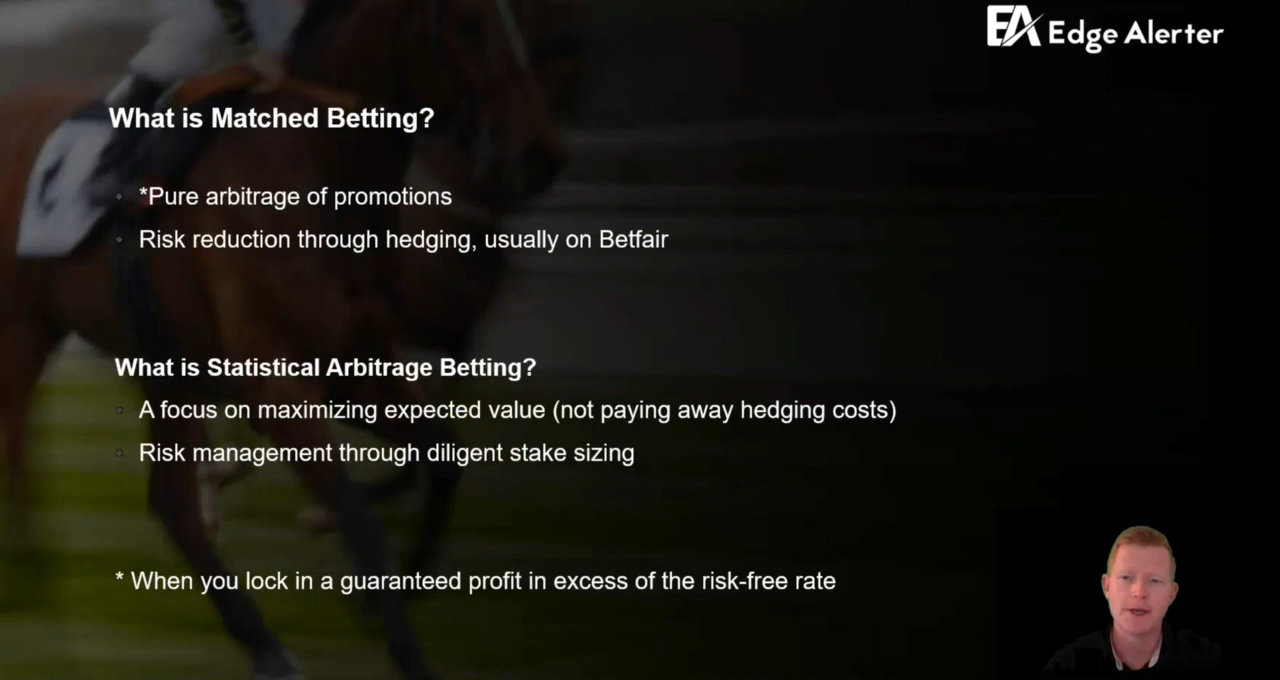 EA Edge Alerter
What is Matched Betting?
*Pure arbitrage of promotions
Risk reduction through hedging, usually on Betfair
What is Statistical Arbitrage Betting?
A focus on maximizing expected value (not paying away hedging costs)
Risk management through diligent stake sizing
* When you lock in a guaranteed profit in excess of the risk-free rate